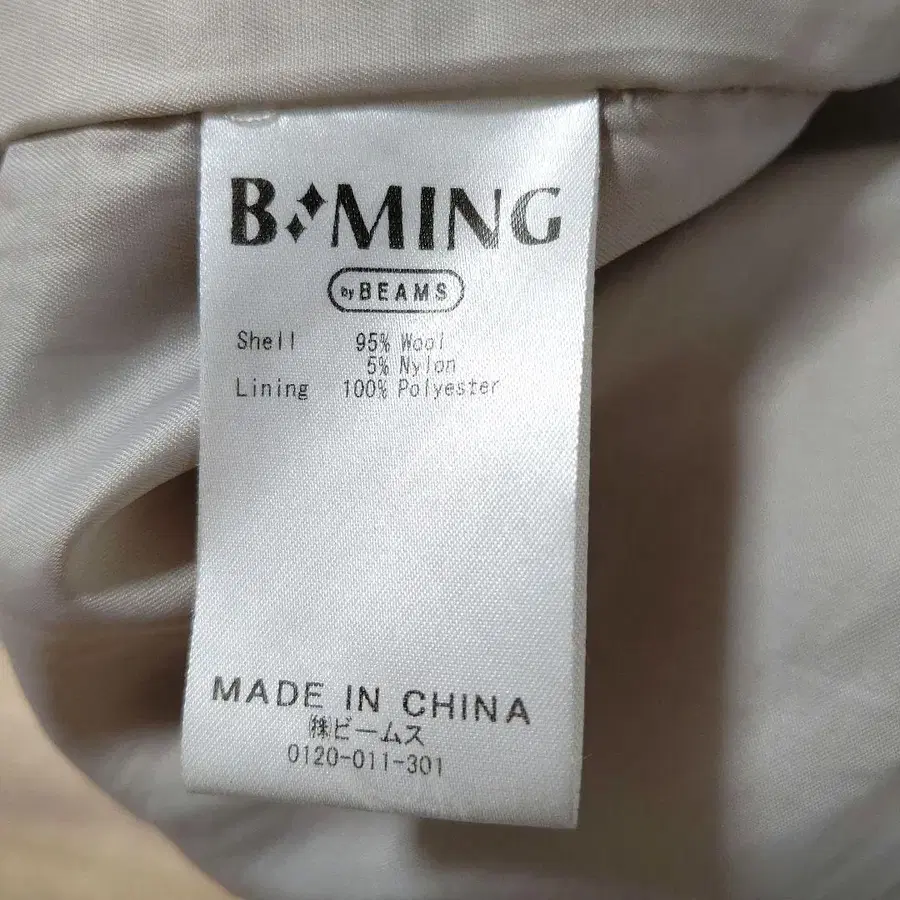 B MING
by BEAMS
Shell 95% Wool
5% Nylon
Lining 100% Polyester
MADE IN CHINA
㈱ビームス
0120-011-301